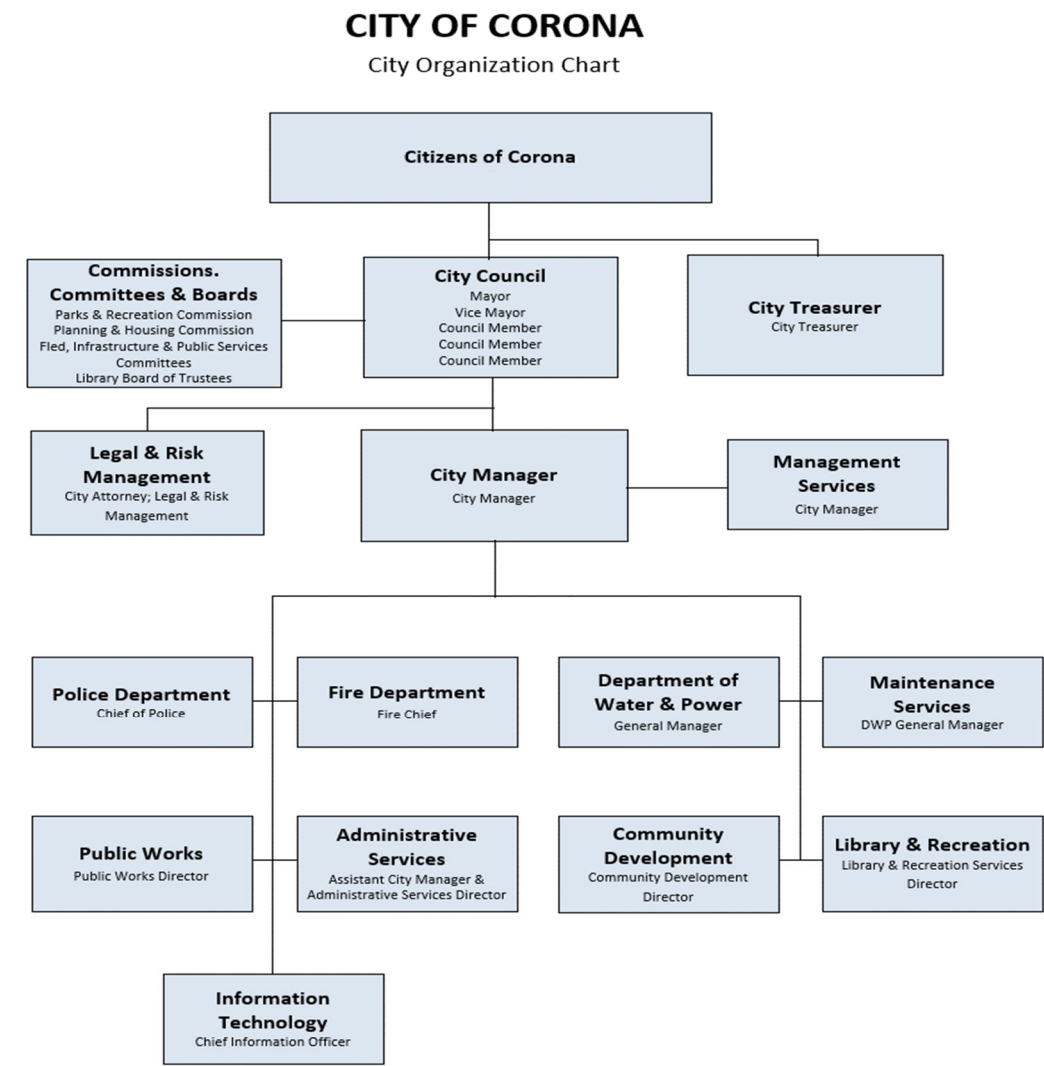 CITY OF CORONA
City Organization Chart
Citizens of Corona
Commissions.
Committees & Boards
Parks & Recreation Commission
Planning & Housing Commission
Fled, Infrastructure & Public Services
Committees
Library Board of Trustees
City Council
Mayor
Vice Mayor
Council Member
Council Member
Council Member
City Treasurer
City Treasurer
Legal & Risk
Management
City Attorney; Legal & Risk
Management
City Manager
City Manager
Management
Services
City Manager
Police Department
Chief of Police
Fire Department
Fire Chief
Department of
Water & Power
General Manager
Maintenance
Services
DWP General Manager
Public Works
Public Works Director
Administrative
Services
Assistant City Manager &
Administrative Services Director
Community
Development
Community Development
Director
Library & Recreation
Library & Recreation Services
Director
Information
Technology
Chief Information Officer